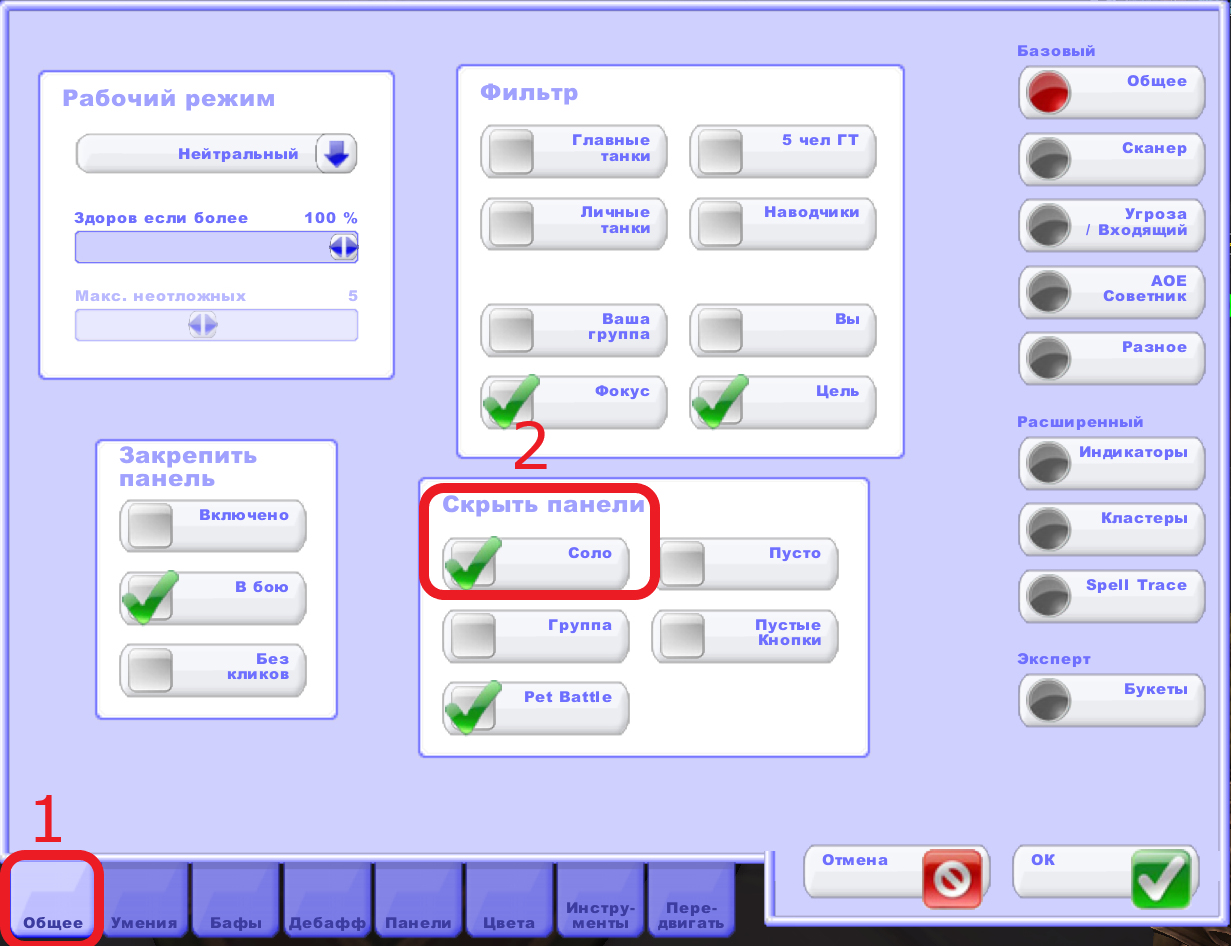 Базовый
Общее
Сканер
Угроза
/ Входящий
АОЕ
Советник
Разное
Расширенный
Индикаторы
Кластеры
Spell Trace
Эксперт
Букеты
Рабочий режим
Нейтральный
Здоров если более 100 %
Макс. неотложных 5
Фильтр
Главные
танки
5 чел ГТ
Личные
танки
Наводчики
Ваша
группа
Вы
Фокус
Цель
2
Закрепить
панель
Включено
В бою
Без
кликов
Скрыть панели
Соло
Пусто
Группа
Пустые
Кнопки
Pet Battle
1
Отмена
OK
Общее
Умения
Бафы
Дебафф
Панели
Цвета
Инстру-
менты
Пере-
двигать